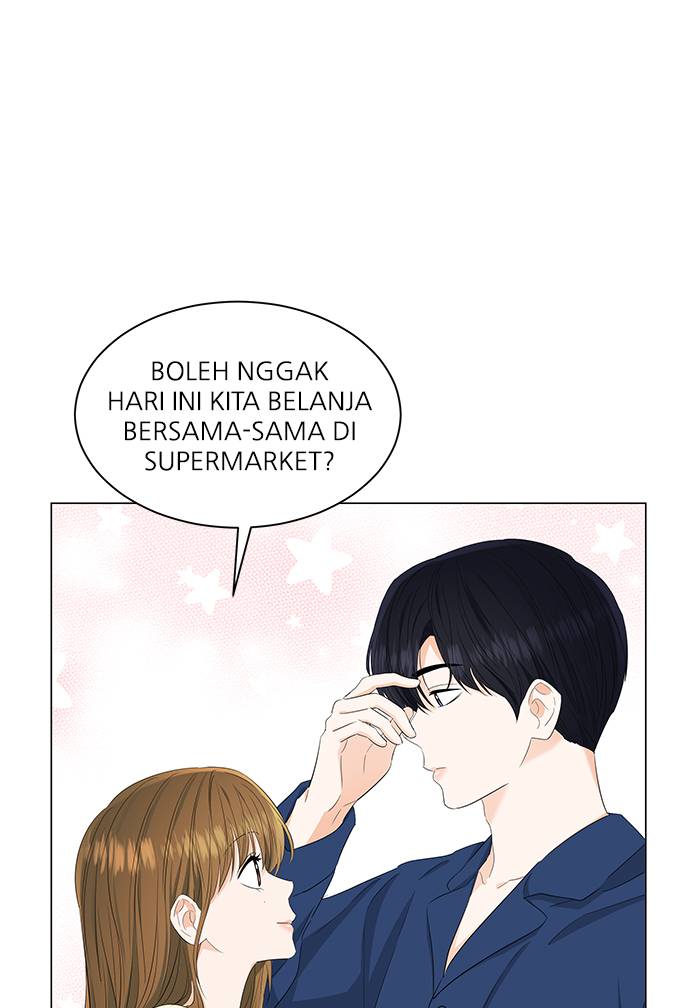 BOLEH NGGAK
HARI INI KITA BELANJA
BERSAMA-SAMA DI
SUPERMARKET?